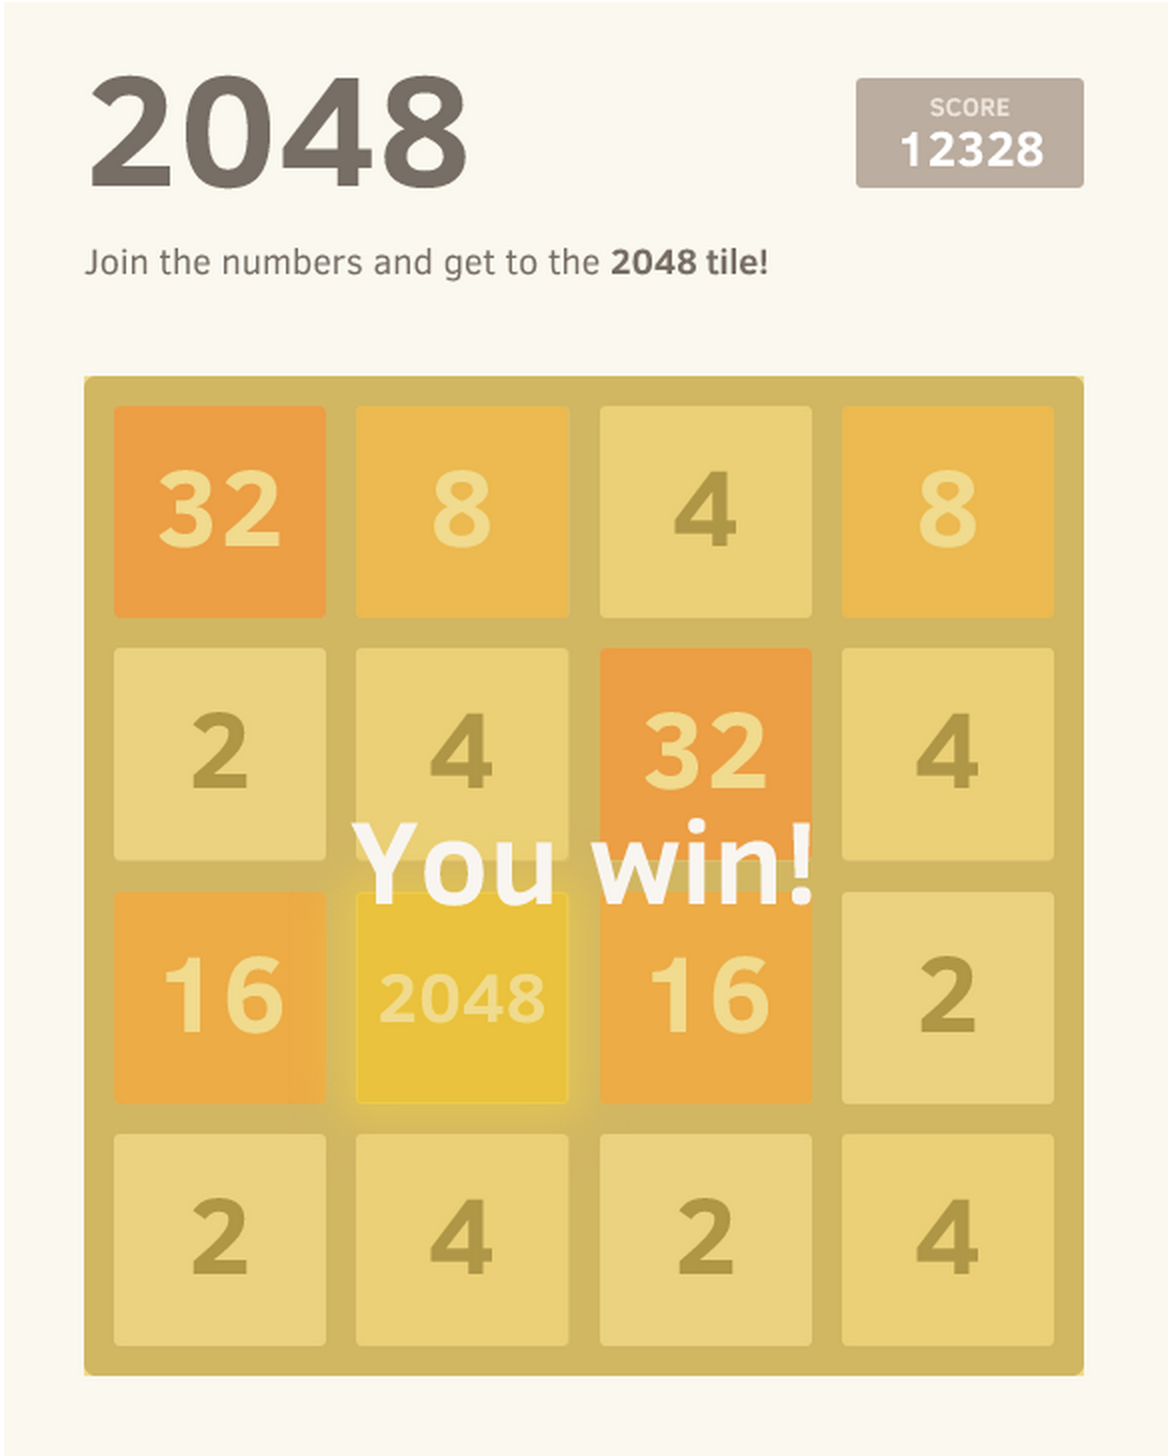 2048
SCORE
12328
Join the numbers and get to the 2048 tile!
32 8 4 8
2 4 32 4
You win!
16 2048 16 2
2 4 2 4